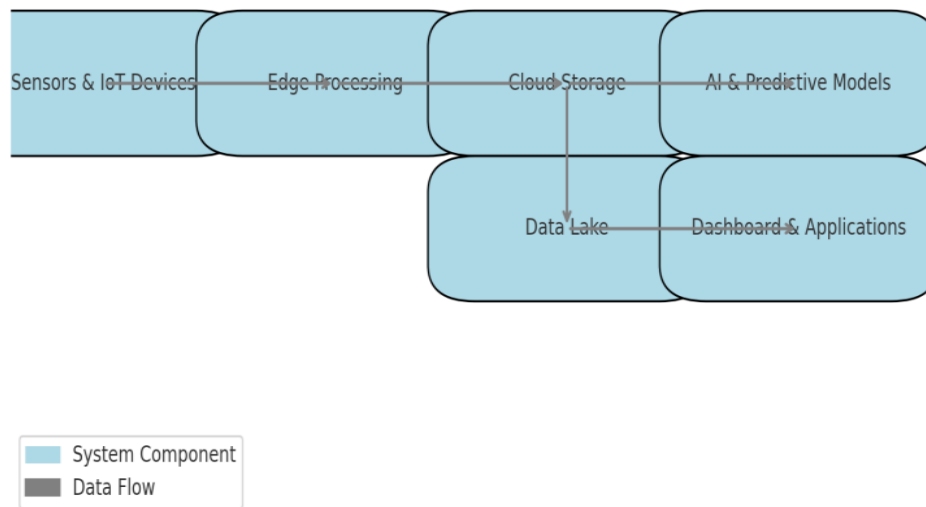 Sensors & IoT Devices
Edge Processing
Cloud Storage
AI & Predictive Models
Data Lake
Dashboard & Applications
System Component
Data Flow